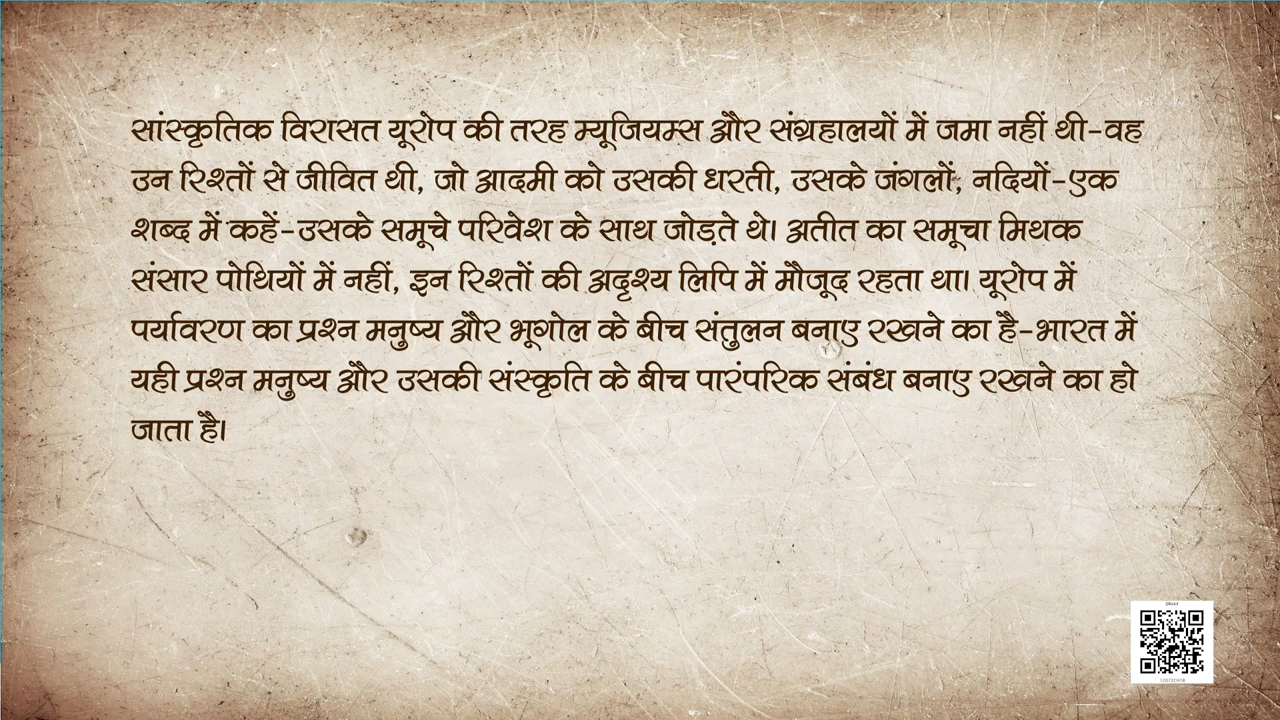 सांस्कृतिक विरासत यूरोप की तरह म्यूजियम्स और संग्रहालयों में जमा नहीं थी-वह
उन रिश्तों से जीवित थी, जो आदमी को उसकी धरती, उसके जंगलों, नदियों-एक
शब्द में कहें-उसके समूचे परिवेश के साथ जोड़ते थे। अतीत का समूचा मिथक
संसार पोथियों में नहीं, इन रिश्तों की अदृश्य लिपि में मौजूद रहता था। यूरोप में
पर्यावरण का प्रश्न मनुष्य और भूगोल के बीच संतुलन बनाए रखने का है-भारत में
यही प्रश्न मनुष्य और उसकी संस्कृति के बीच पारंपरिक संबंध बनाए रखने का हो
जाता है।